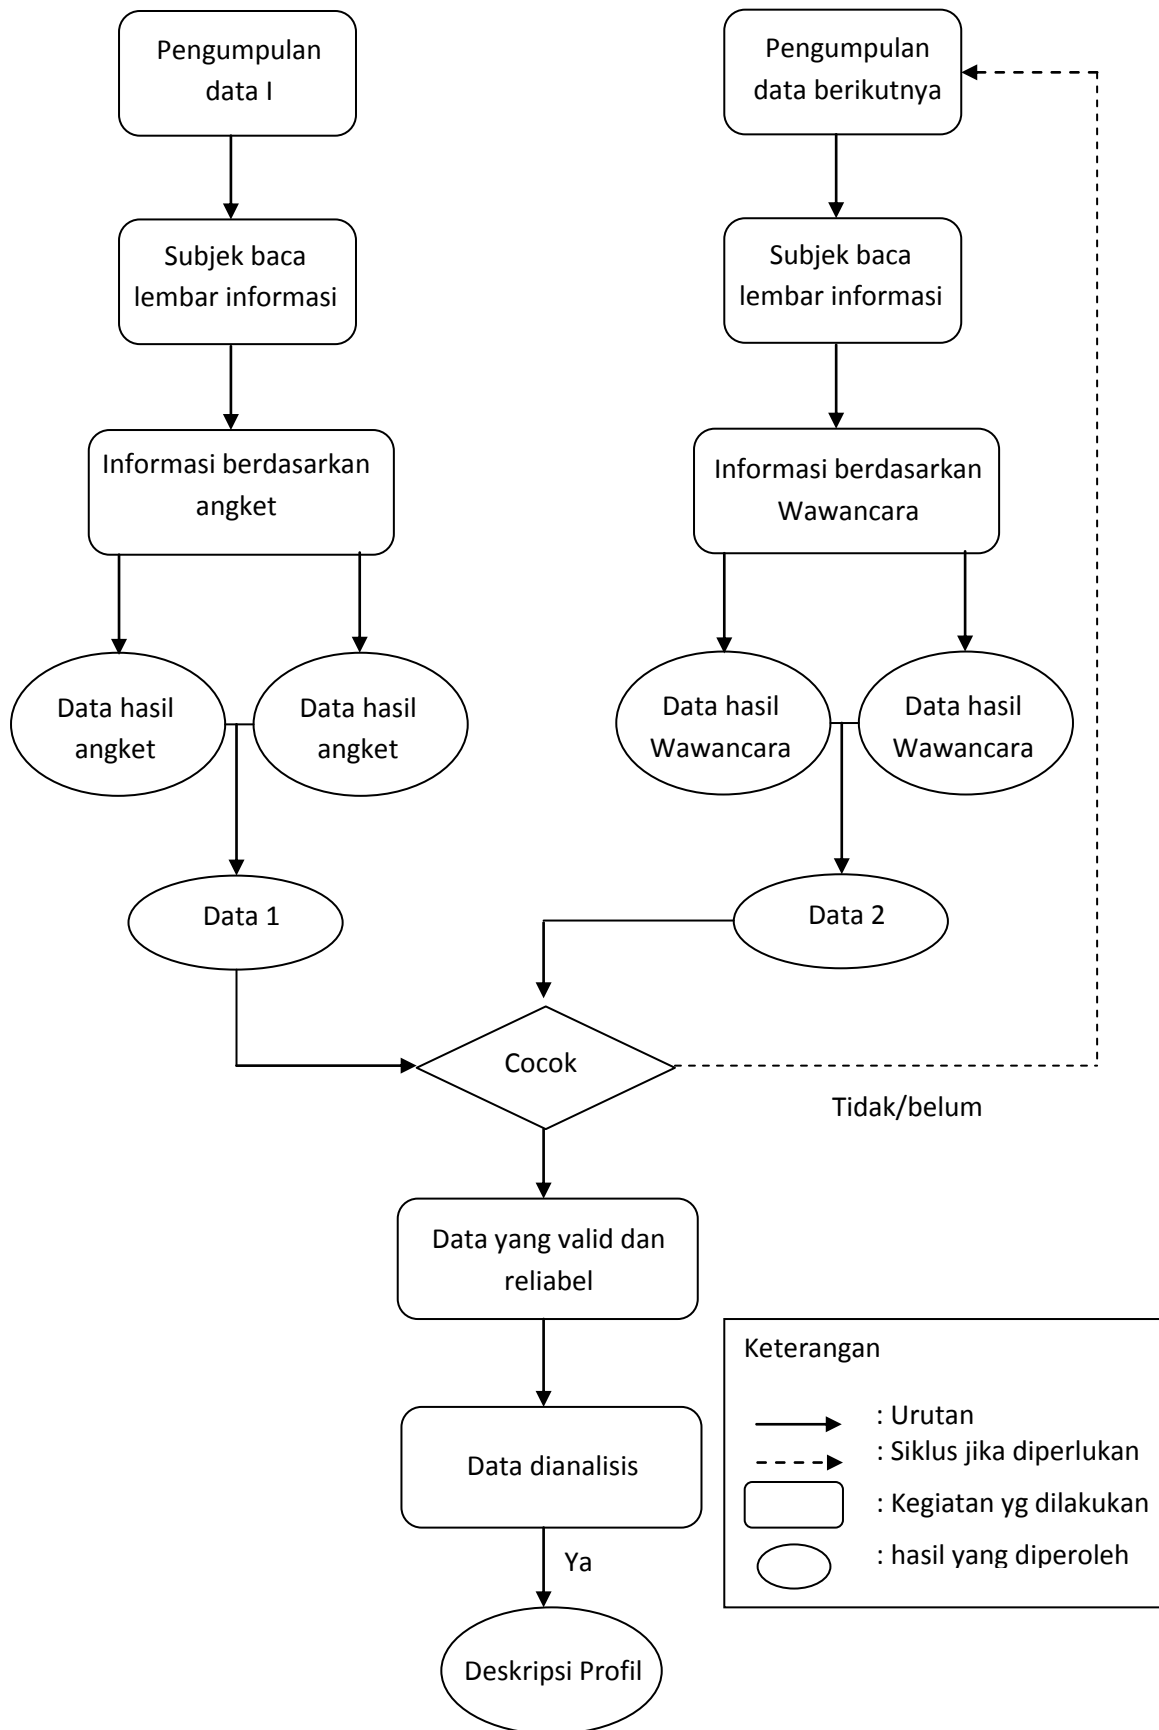 Pengumpulan
data I
Pengumpulan
data berikutnya
Subjek baca
lembar informasi
Subjek baca
lembar informasi
Informasi berdasarkan
angket
Informasi berdasarkan
Wawancara
Data hasil
angket
Data hasil
angket
Data hasil
Wawancara
Data hasil
Wawancara
Data 1
Data 2
Cocok
Tidak/belum
Data yang valid dan
reliabel
Data dianalisis
Ya
Deskripsi Profil
Keterangan
: Urutan
: Siklus jika diperlukan
: Kegiatan yg dilakukan
: hasil yang diperoleh